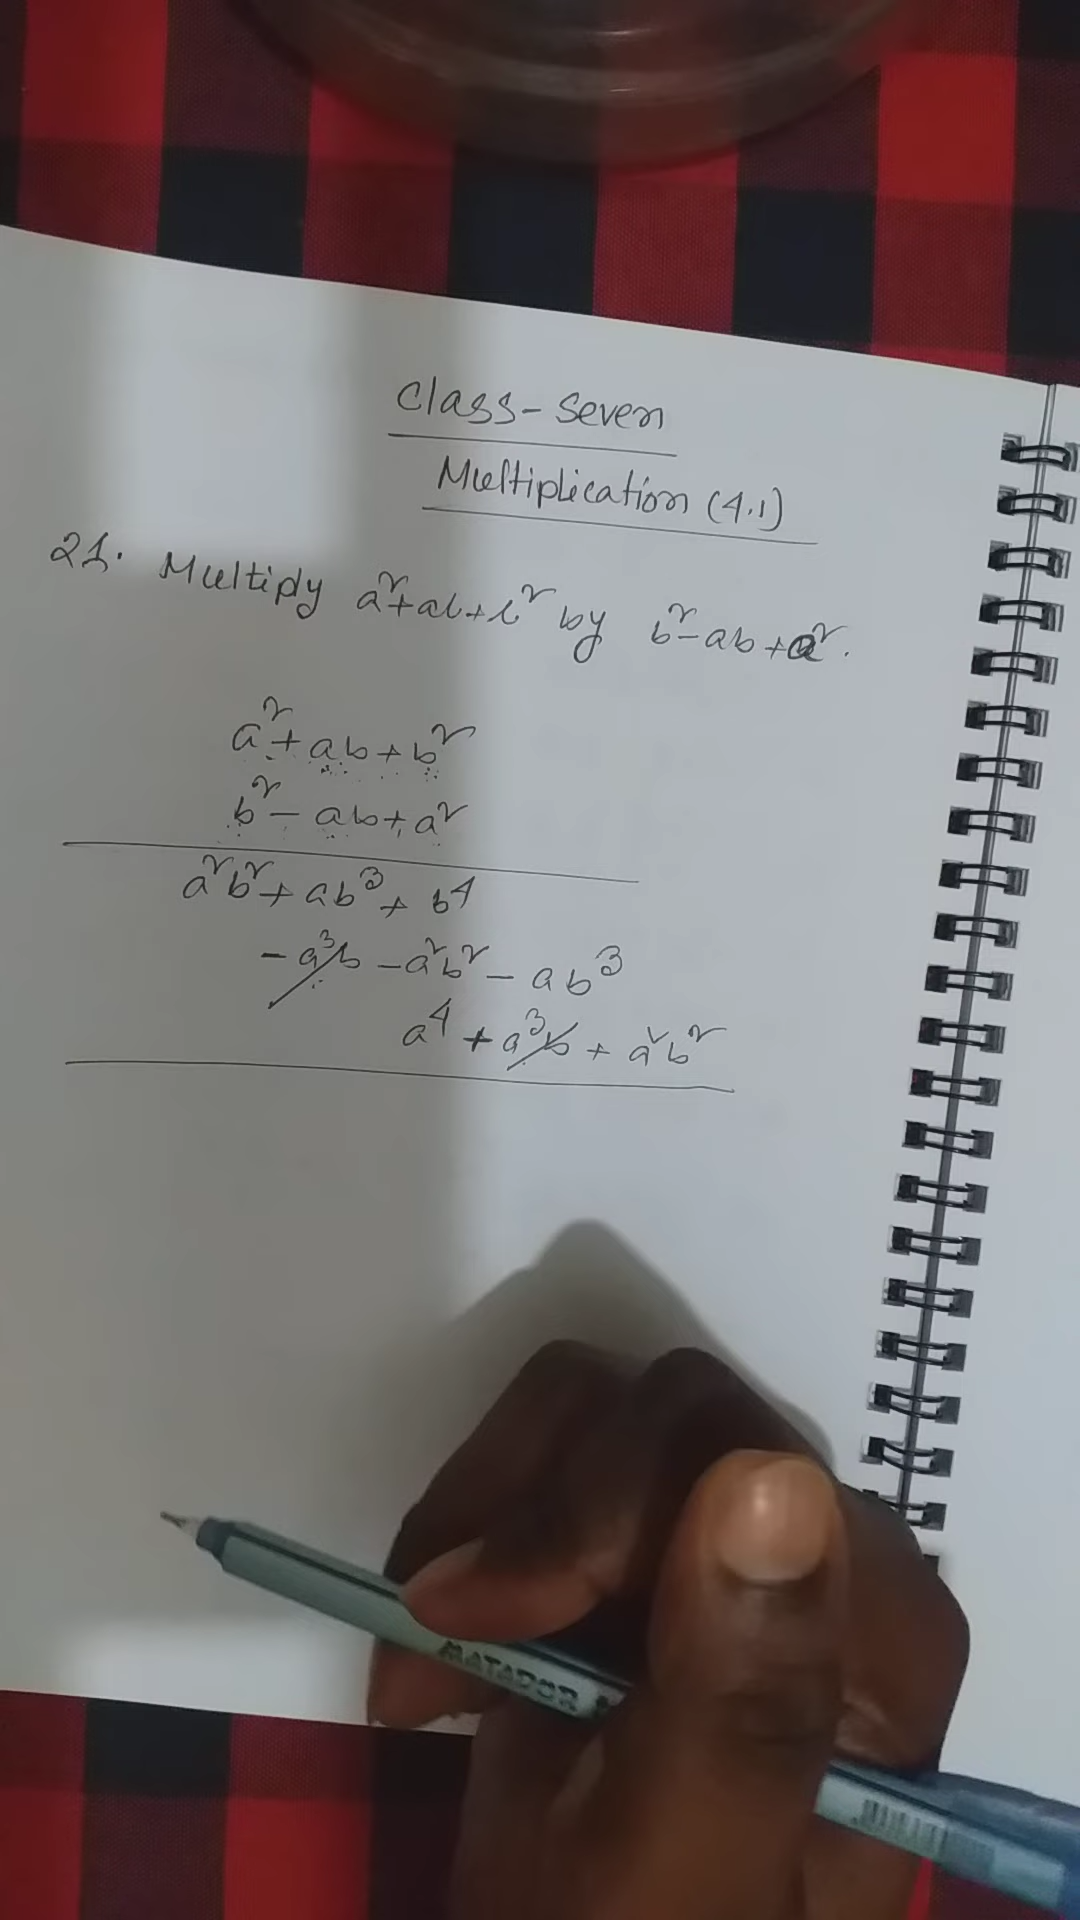 Class-Seven
Multiplication (4.1)
21. Multiply a²+ab+b² by b²-ab+a².
a²+ab+b²
b²-ab+a²
a²b²+ab³+b⁴
-a³b-a²b²-ab³
a⁴+a³b+a²b²
MATADOR